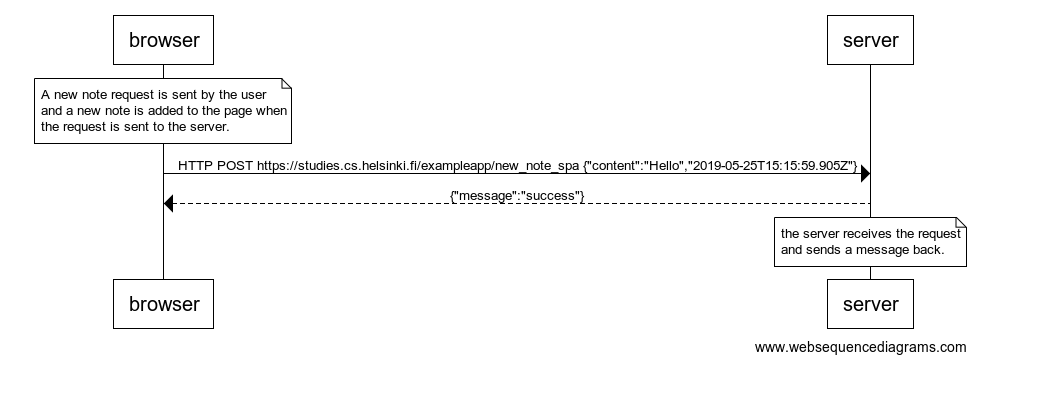 browser
server
A new note request is sent by the user
and a new note is added to the page when
the request is sent to the server.
HTTP POST https://studies.cs.helsinki.fi/exampleapp/new_note_spa {"content":"Hello","2019-05-25T15:15:59.905Z"}
{"message":"success"}
the server receives the request
and sends a message back.
browser
server
www.websequencediagrams.com